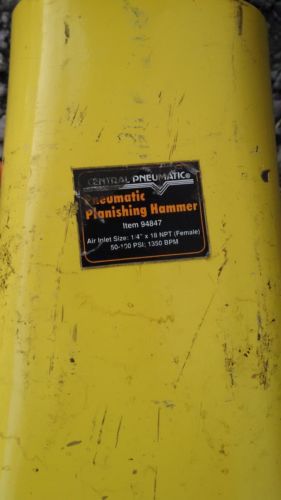 CENTRAL PNEUMATIC®
Pneumatic
Planishing Hammer
Item 94847
Air Inlet Size: 1/4" x 18 NPT (Female)
50-100 PSI; 1350 BPM